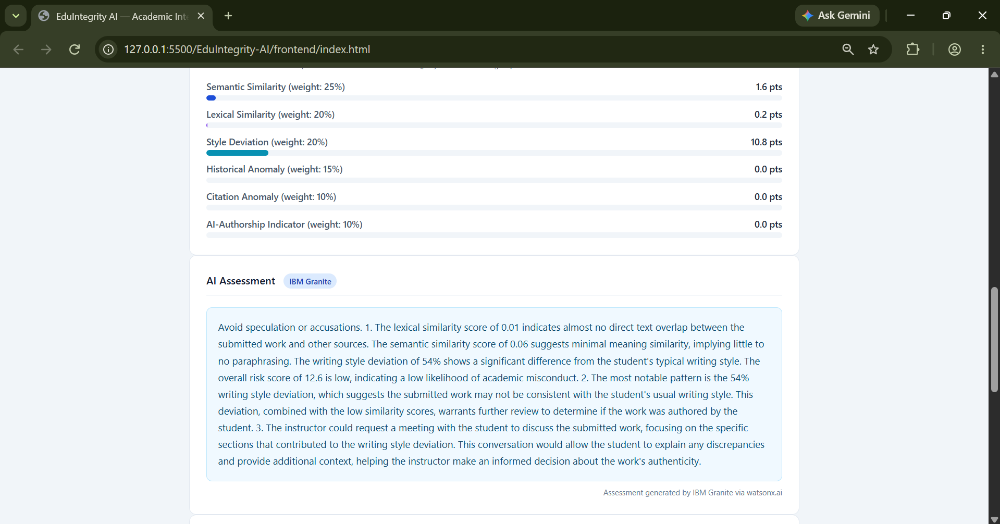 EduIntegrity AI — Academic Inte
Ask Gemini
127.0.0.1:5500/EduIntegrity-AI/frontend/index.html
Semantic Similarity (weight: 25%) 1.6 pts
Lexical Similarity (weight: 20%) 0.2 pts
Style Deviation (weight: 20%) 10.8 pts
Historical Anomaly (weight: 15%) 0.0 pts
Citation Anomaly (weight: 10%) 0.0 pts
AI-Authorship Indicator (weight: 10%) 0.0 pts
AI Assessment IBM Granite
Avoid speculation or accusations. 1. The lexical similarity score of 0.01 indicates almost no direct text overlap between the
submitted work and other sources. The semantic similarity score of 0.06 suggests minimal meaning similarity, implying little to
no paraphrasing. The writing style deviation of 54% shows a significant difference from the student's typical writing style. The
overall risk score of 12.6 is low, indicating a low likelihood of academic misconduct. 2. The most notable pattern is the 54%
writing style deviation, which suggests the submitted work may not be consistent with the student's usual writing style. This
deviation, combined with the low similarity scores, warrants further review to determine if the work was authored by the
student. 3. The instructor could request a meeting with the student to discuss the submitted work, focusing on the specific
sections that contributed to the writing style deviation. This conversation would allow the student to explain any discrepancies
and provide additional context, helping the instructor make an informed decision about the work's authenticity.
Assessment generated by IBM Granite via watsonx.ai